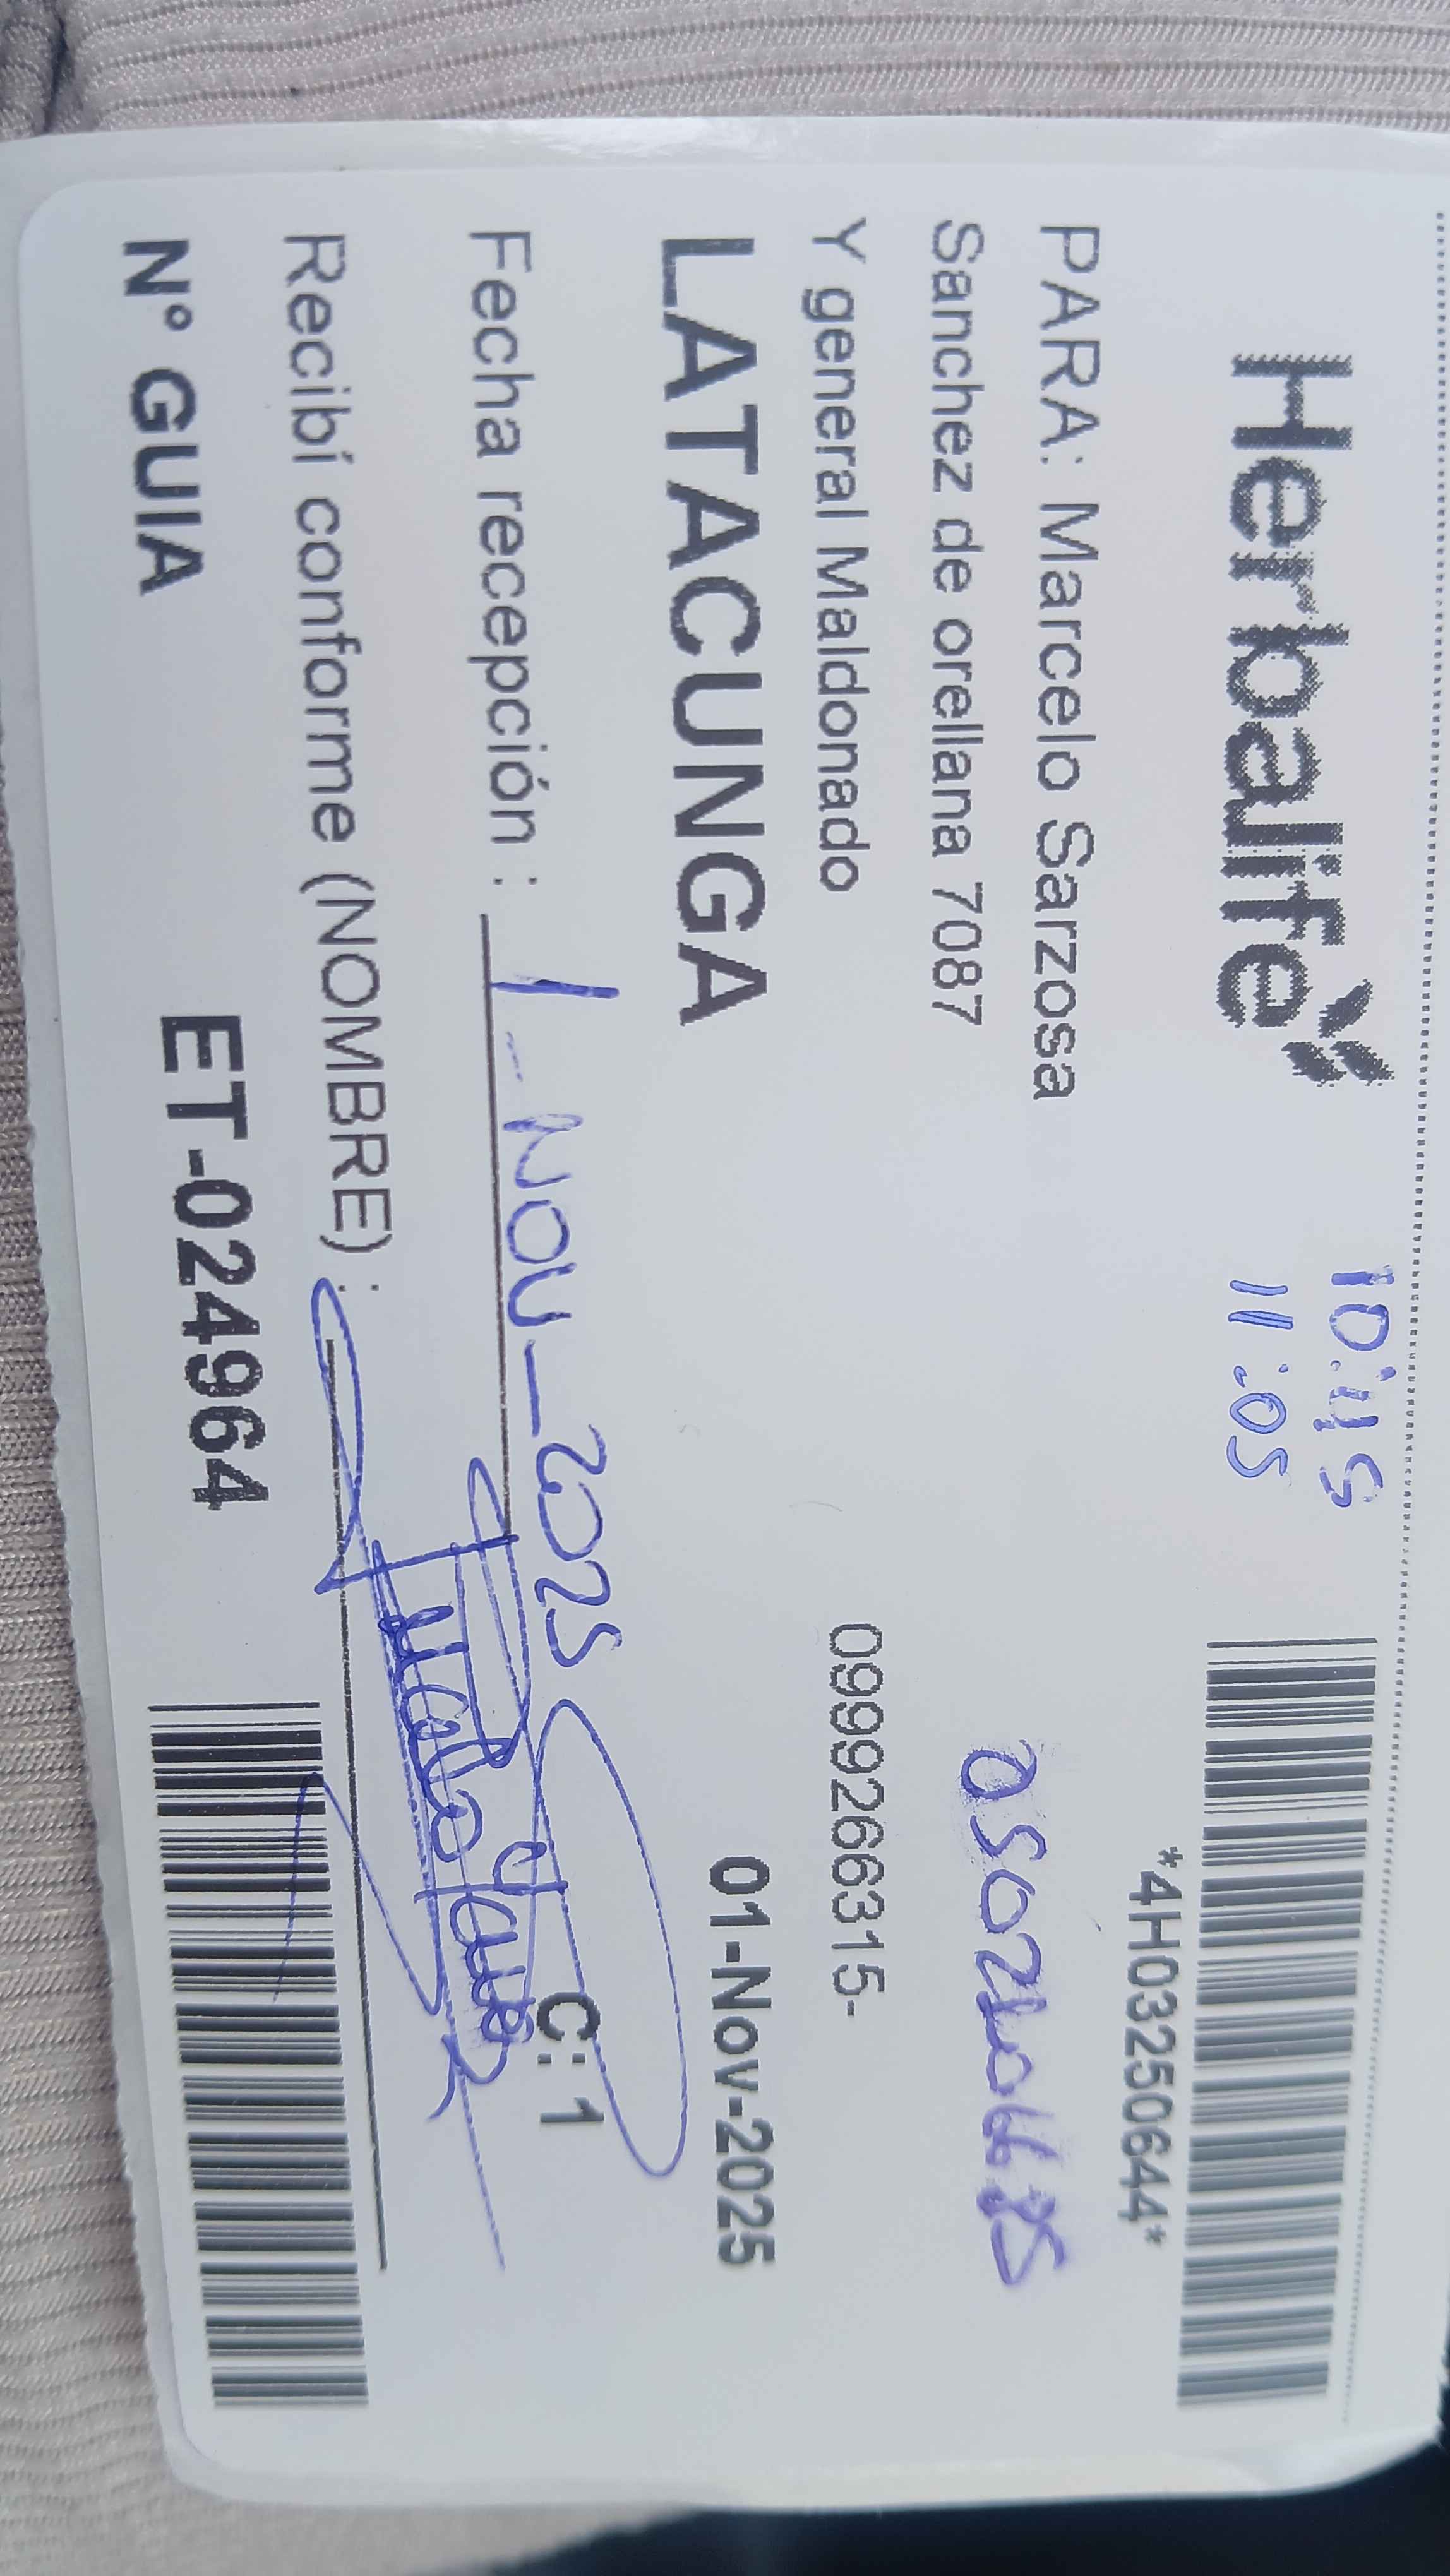 Herbalife
10:45
11:05
*4H03250644*
PARA: Marcelo Sarzosa
Sanchez de orellana 7087
Y general Maldonado
0999266315-
LATACUNGA
01-Nov-2025
Fecha recepción : 1 - NOV - 2025
C: 1
Recibí conforme (NOMBRE) :
N° GUIA
ET-024964